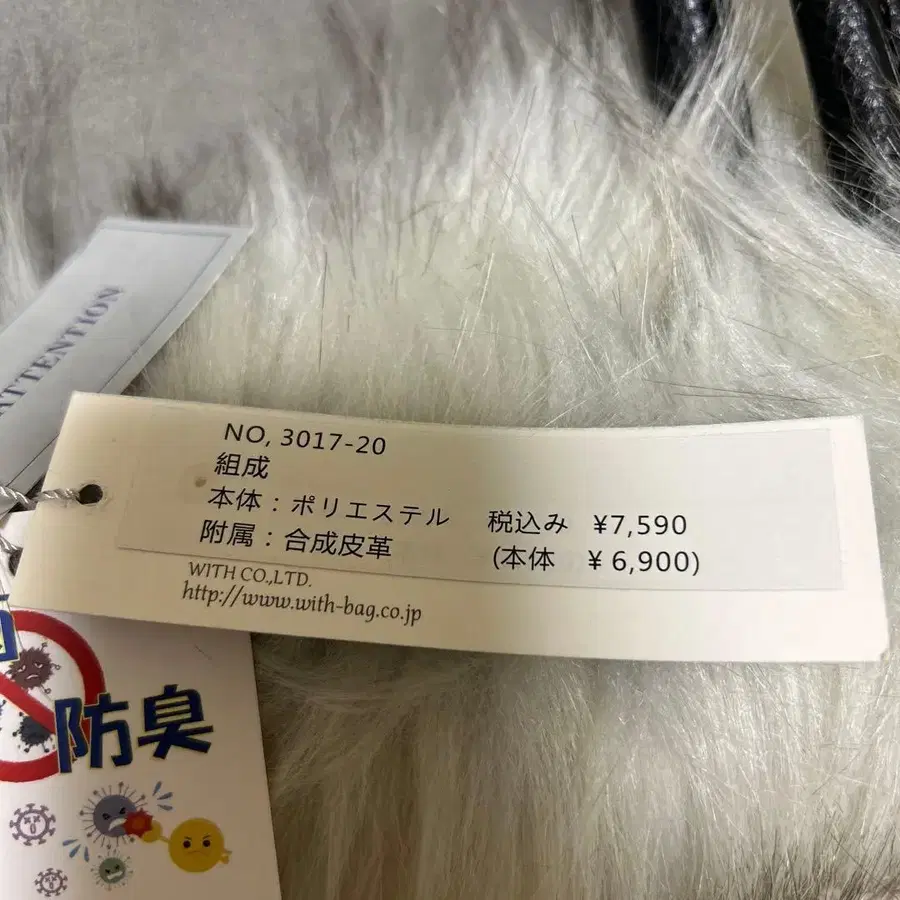 ATTENTION
NO, 3017-20
組成
本体：ポリエステル 税込み ¥7,590
附属：合成皮革 (本体 ¥6,900)
WITH CO.,LTD.
http://www.with-bag.co.jp
防臭